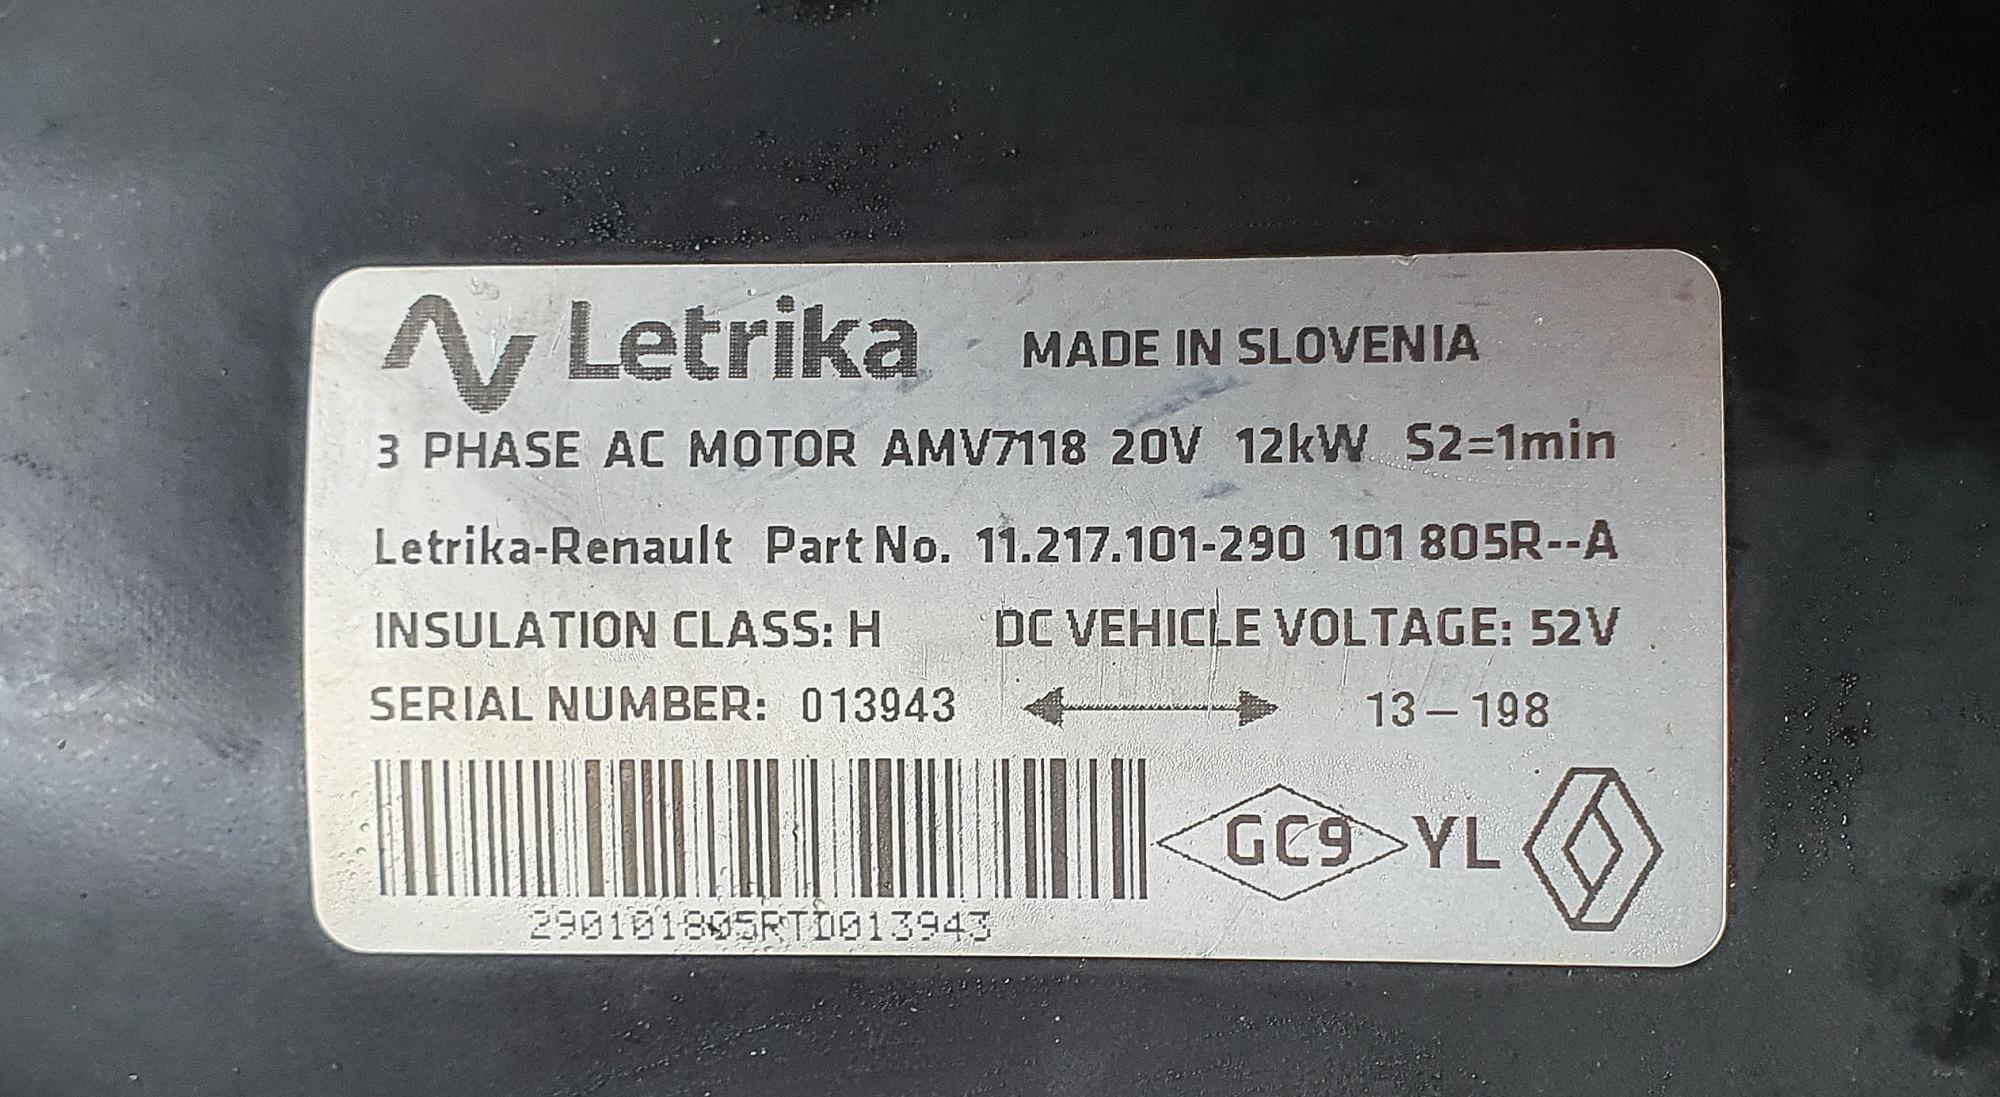 Letrika MADE IN SLOVENIA
3 PHASE AC MOTOR AMV7118 20V 12kW S2=1min
Letrika-Renault Part No. 11.217.101-290 101 805R--A
INSULATION CLASS: H DC VEHICLE VOLTAGE: 52V
SERIAL NUMBER: 013943 13-198
GC9 YL
290101805RTD013943